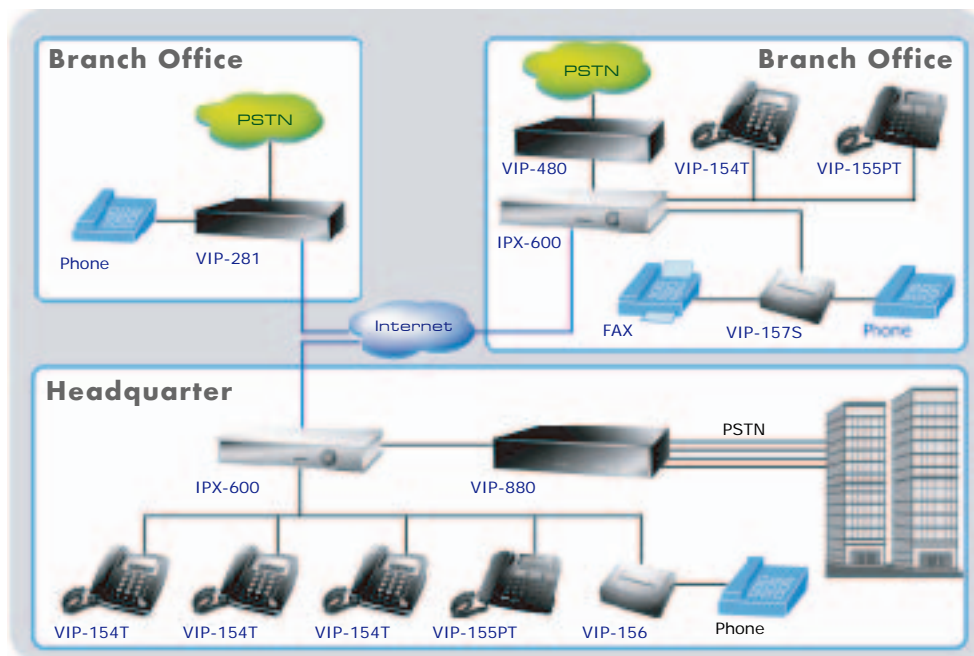 Branch Office
PSTN
Phone
VIP-281
Branch Office
PSTN
VIP-480
VIP-154T
VIP-155PT
IPX-600
FAX
VIP-157S
Phone
Internet
Headquarter
PSTN
IPX-600
VIP-880
VIP-154T
VIP-154T
VIP-154T
VIP-155PT
VIP-156
Phone